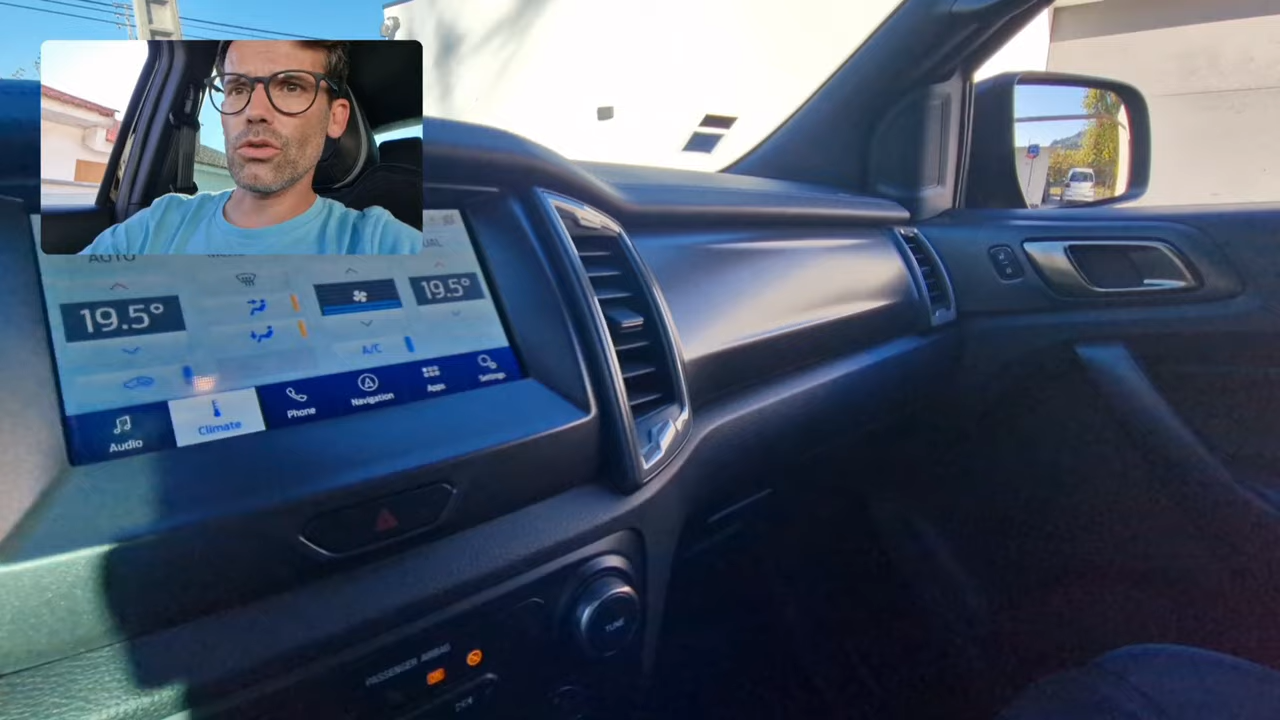 AUTO
19.5°
19.5°
A/C
Audio
Climate
Phone
Navigation
Apps
Settings
TUNE
PASSENGER AIRBAG